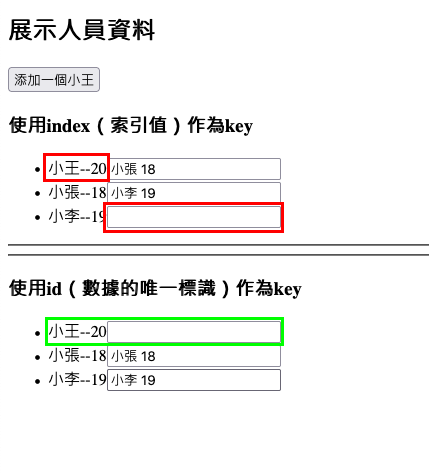 展示人員資料
添加一個小王
使用index（索引值）作為key
小王--20 小張 18
小張--18 小李 19
小李--19
使用id（數據的唯一標識）作為key
小王--20
小張--18 小張 18
小李--19 小李 19